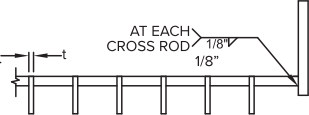 AT EACH
CROSS ROD
1/8"
1/8"
t